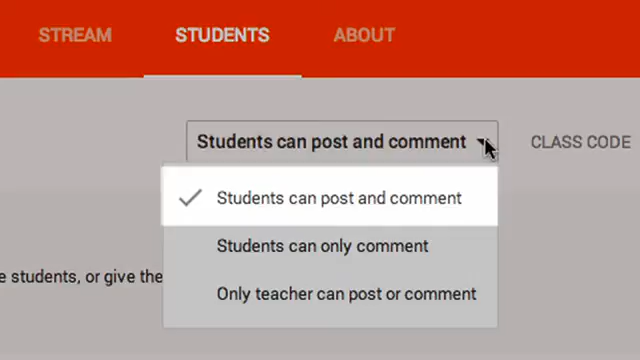 STREAM STUDENTS ABOUT
Students can post and comment CLASS CODE
Students can post and comment
Students can only comment
e students, or give the
Only teacher can post or comment